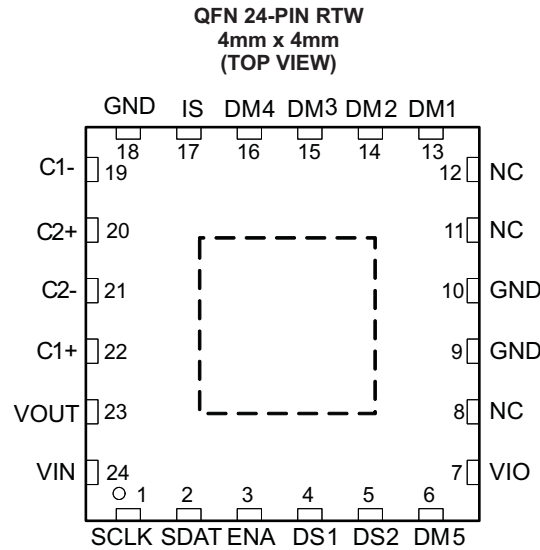 QFN 24-PIN RTW
4mm x 4mm
(TOP VIEW)
GND IS DM4 DM3 DM2 DM1
18 17 16 15 14 13
C1- 19 12 NC
C2+ 20 11 NC
C2- 21 10 GND
C1+ 22 9 GND
VOUT 23 8 NC
VIN 24 7 VIO
1 2 3 4 5 6
SCLK SDAT ENA DS1 DS2 DM5